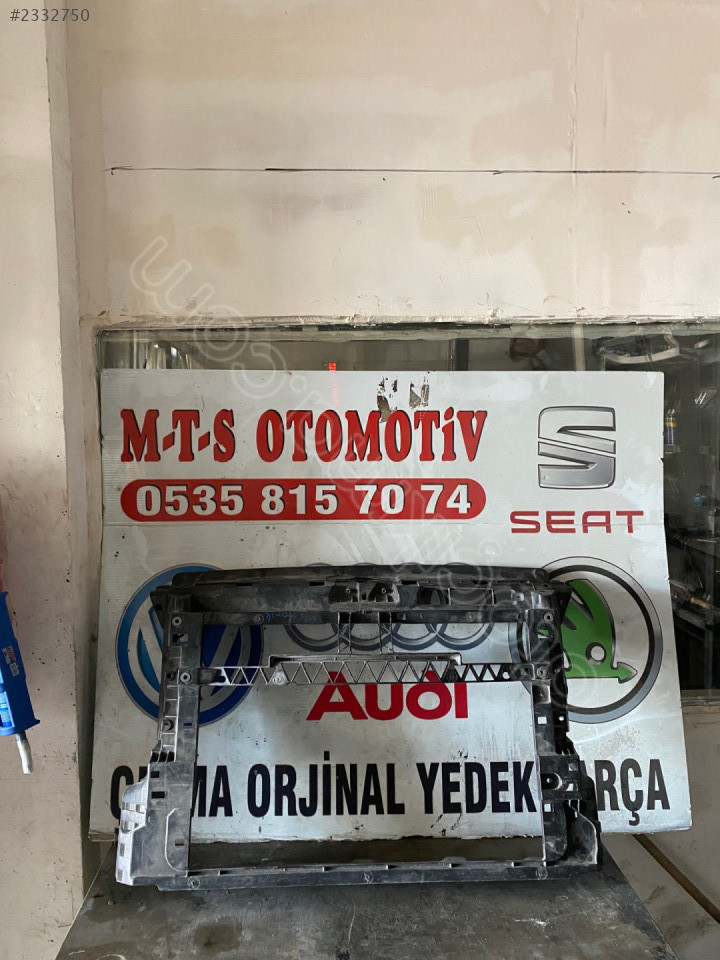 #2332750
M-T-S OTOMOTİV
0535 815 70 74
SEAT
AUDI
ORJİNAL YEDEK